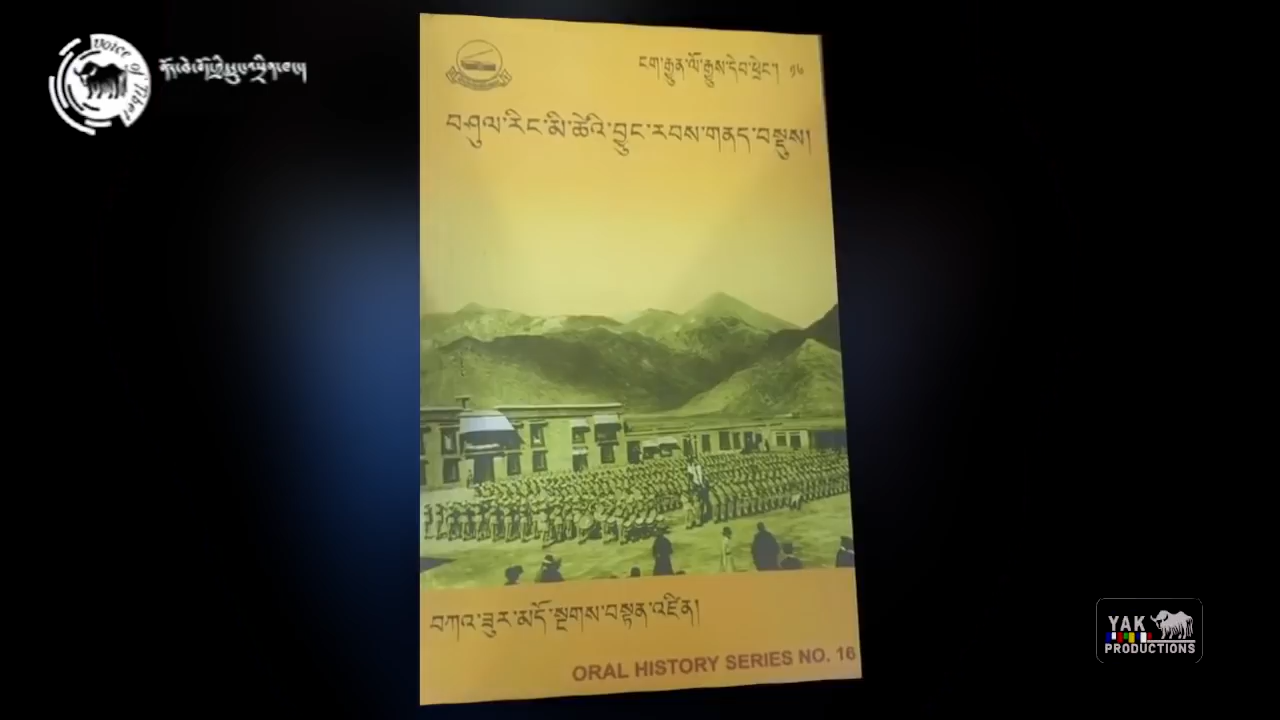 Voice of Tibet
ངག་རྒྱུན་ལོ་རྒྱུས་དེབ་ཕྲེང་། ༡༦
བཤུལ་རིང་མི་ཚེའི་བྱུང་རབས་གནད་བསྡུས།
བཀའ་ཟུར་མདོ་སྔགས་བསྟན་འཛིན།
ORAL HISTORY SERIES NO. 16
YAK
PRODUCTIONS